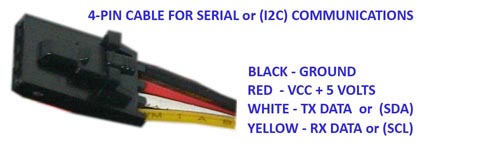 4-PIN CABLE FOR SERIAL or (I2C) COMMUNICATIONS
BLACK - GROUND
RED - VCC + 5 VOLTS
WHITE - TX DATA or (SDA)
YELLOW - RX DATA or (SCL)